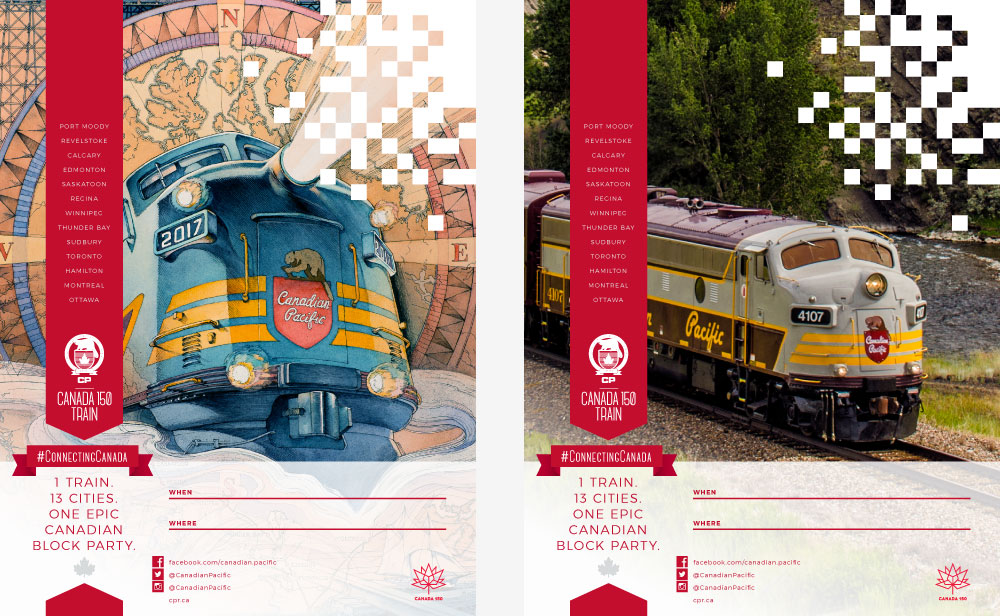 N
W
E
PORT MOODY
REVELSTOKE
CALGARY
EDMONTON
SASKATOON
REGINA
WINNIPEG
THUNDER BAY
SUDBURY
TORONTO
HAMILTON
MONTREAL
OTTAWA
2017
Canadian
Pacific
CP
CANADA 150
TRAIN
#CONNECTINGCANADA
1 TRAIN.
13 CITIES.
ONE EPIC
CANADIAN
BLOCK PARTY.
WHEN
WHERE
facebook.com/canadian.pacific
@CanadianPacific
@CanadianPacific
cpr.ca
CANADA 150
PORT MOODY
REVELSTOKE
CALGARY
EDMONTON
SASKATOON
REGINA
WINNIPEG
THUNDER BAY
SUDBURY
TORONTO
HAMILTON
MONTREAL
OTTAWA
4107
Pacific
4107
Canadian
Pacific
CP
CANADA 150
TRAIN
#CONNECTINGCANADA
1 TRAIN.
13 CITIES.
ONE EPIC
CANADIAN
BLOCK PARTY.
WHEN
WHERE
facebook.com/canadian.pacific
@CanadianPacific
@CanadianPacific
cpr.ca
CANADA 150